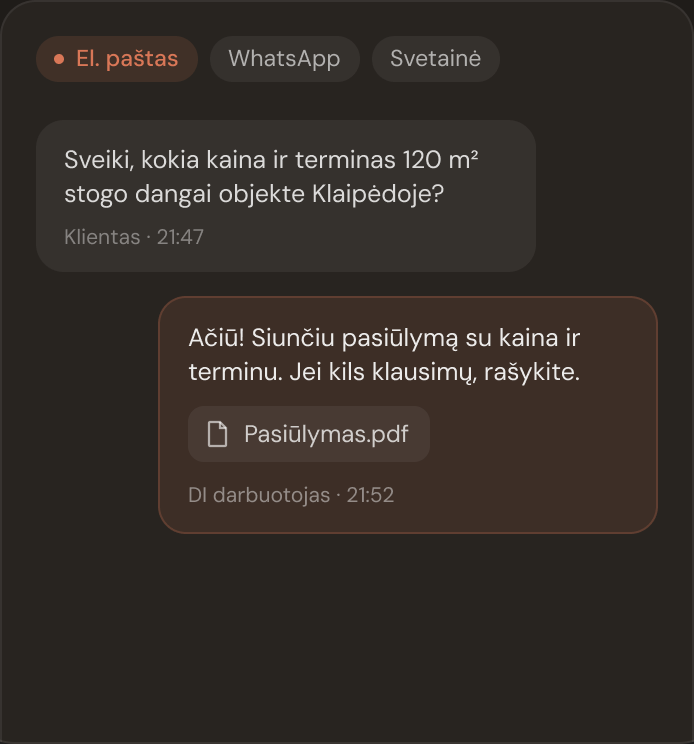 El. paštas
WhatsApp
Svetainė
Sveiki, kokia kaina ir terminas 120 m²
stogo dangai objekte Klaipėdoje?
Klientas · 21:47
Ačiū! Siunčiu pasiūlymą su kaina ir
terminu. Jei kils klausimų, rašykite.
Pasiūlymas.pdf
DI darbuotojas · 21:52